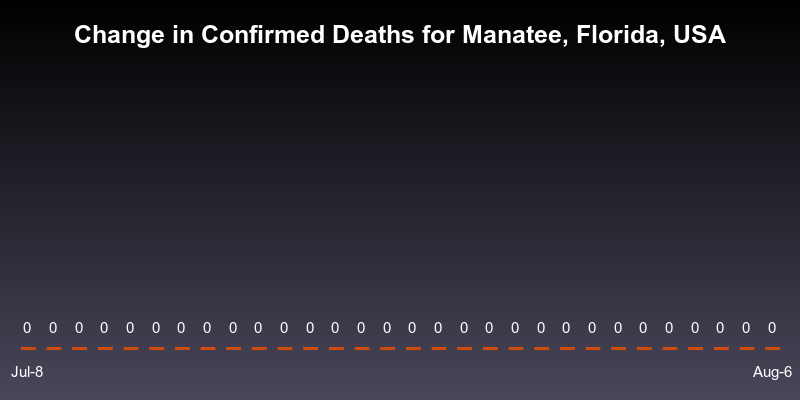 Change in Confirmed Deaths for Manatee, Florida, USA
0 0 0 0 0 0 0 0 0 0 0 0 0 0 0 0 0 0 0 0 0 0 0 0 0 0 0 0 0 0
Jul-8 Aug-6